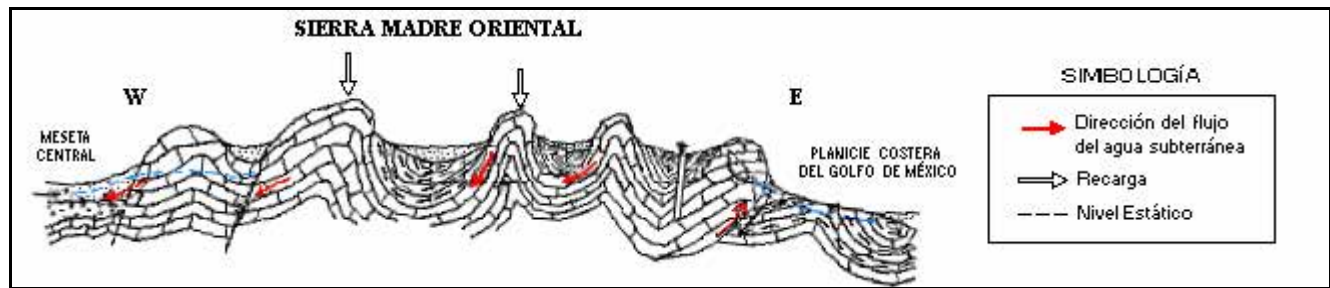 SIERRA MADRE ORIENTAL
W
E
MESETA
CENTRAL
PLANICIE COSTERA
DEL GOLFO DE MÉXICO
SIMBOLOGÍA
Dirección del flujo
del agua subterránea
Recarga
Nivel Estático